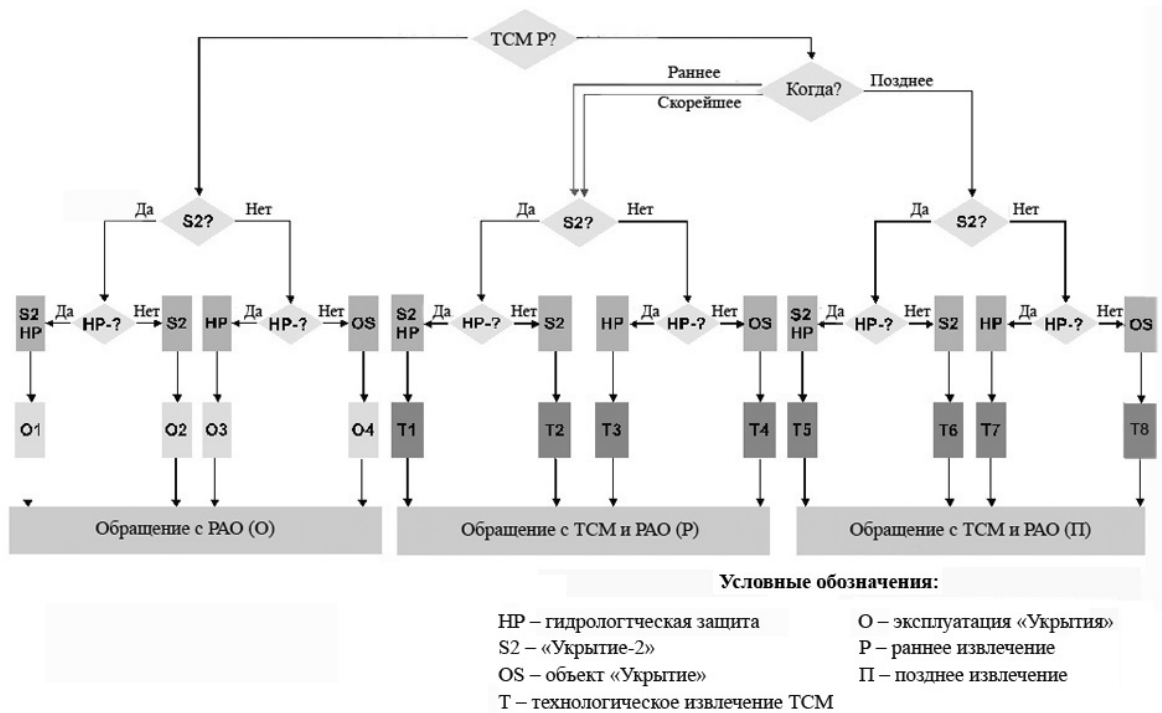 ТСМ Р?
Раннее
Скорейшее
Когда?
Позднее
Да
S2?
Нет
Да
S2?
Нет
Да
S2?
Нет
S2
HP
Да
HP-?
Нет
S2
HP
Да
HP-?
Нет
OS
S2
HP
Да
HP-?
Нет
S2
HP
Да
HP-?
Нет
OS
S2
HP
Да
HP-?
Нет
S2
HP
Да
HP-?
Нет
OS
O1
O2
O3
O4
T1
T2
T3
T4
T5
T6
T7
T8
Обращение с РАО (О)
Обращение с ТСМ и РАО (Р)
Обращение с ТСМ и РАО (П)
Условные обозначения:
HP – гидрологтческая защита
S2 – «Укрытие-2»
OS – объект «Укрытие»
T – технологическое извлечение ТСМ
О – эксплуатация «Укрытия»
Р – раннее извлечение
П – позднее извлечение